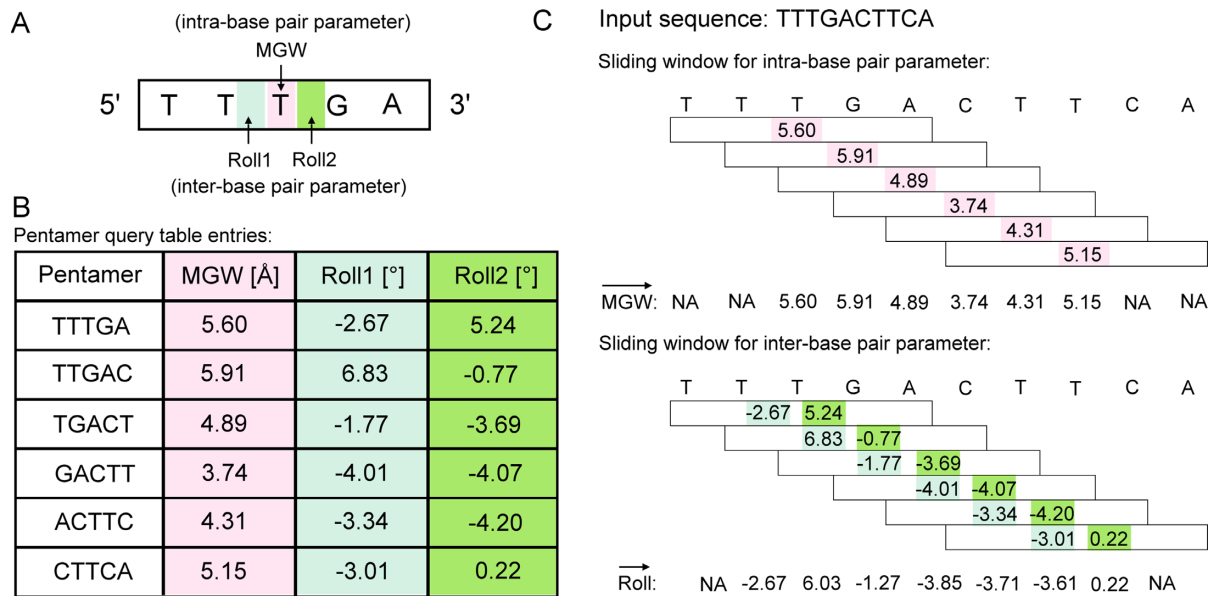 A
(intra-base pair parameter)
MGW
5' T T T G A 3'
Roll1 Roll2
(inter-base pair parameter)
B
Pentamer query table entries:
Pentamer MGW [Å] Roll1 [°] Roll2 [°]
TTTGA 5.60 -2.67 5.24
TTGAC 5.91 6.83 -0.77
TGACT 4.89 -1.77 -3.69
GACTT 3.74 -4.01 -4.07
ACTTC 4.31 -3.34 -4.20
CTTCA 5.15 -3.01 0.22
C
Input sequence: TTTGACTTCA
Sliding window for intra-base pair parameter:
T T T G A C T T C A
5.60
5.91
4.89
3.74
4.31
5.15
MGW: NA NA 5.60 5.91 4.89 3.74 4.31 5.15 NA NA
Sliding window for inter-base pair parameter:
T T T G A C T T C A
-2.67 5.24
6.83 -0.77
-1.77 -3.69
-4.01 -4.07
-3.34 -4.20
-3.01 0.22
Roll: NA -2.67 6.03 -1.27 -3.85 -3.71 -3.61 0.22 NA